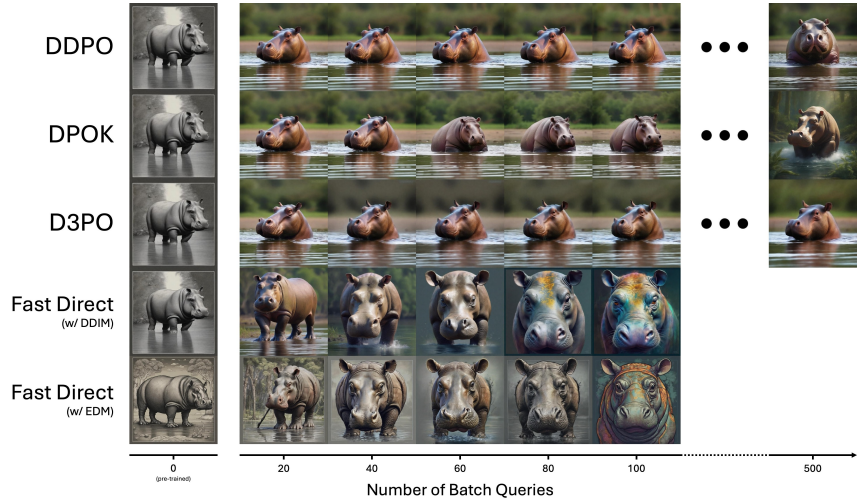 DDPO
DPOK
D3PO
Fast Direct
(w/ DDIM)
Fast Direct
(w/ EDM)
0 20 40 60 80 100 500
(pre-trained)
Number of Batch Queries